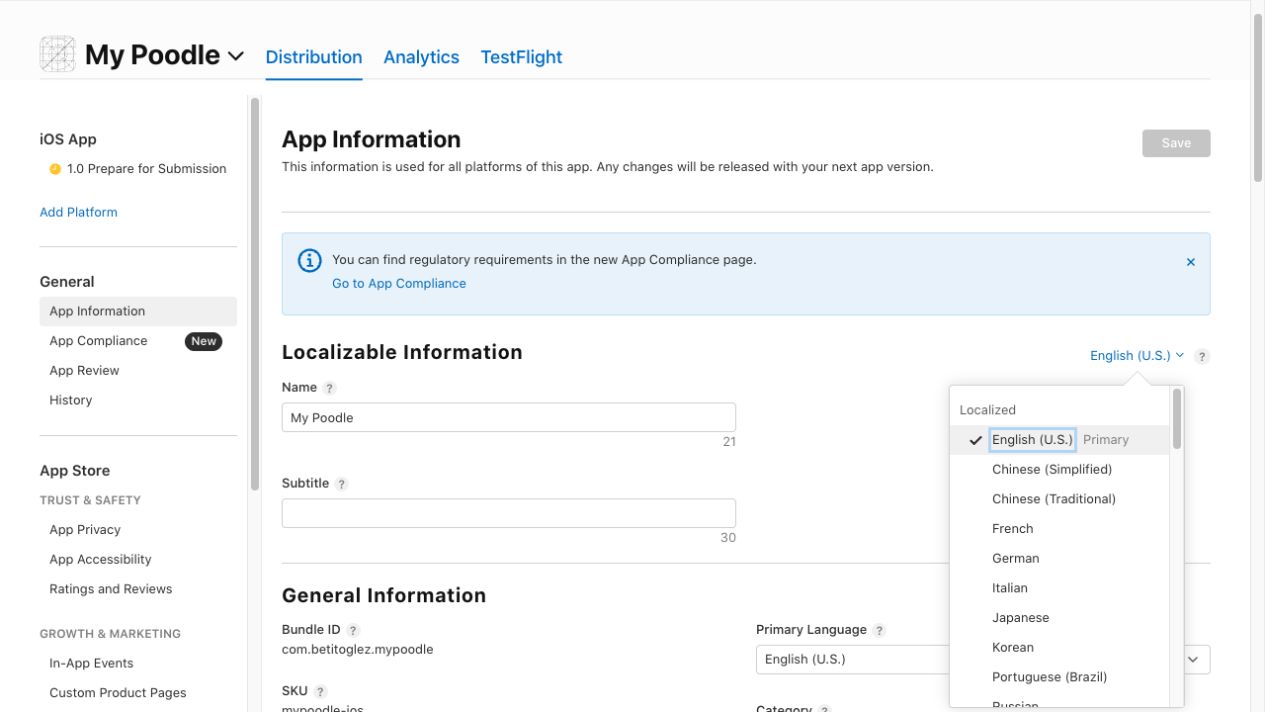 My Poodle
Distribution
Analytics
TestFlight
iOS App
1.0 Prepare for Submission
Add Platform
General
App Information
App Compliance
New
App Review
History
App Store
TRUST & SAFETY
App Privacy
App Accessibility
Ratings and Reviews
GROWTH & MARKETING
In-App Events
Custom Product Pages
App Information
Save
This information is used for all platforms of this app. Any changes will be released with your next app version.
You can find regulatory requirements in the new App Compliance page.
Go to App Compliance
Localizable Information
English (U.S.)
?
Name ?
My Poodle
21
Subtitle ?
30
Localized
English (U.S.) Primary
Chinese (Simplified)
Chinese (Traditional)
French
German
Italian
Japanese
Korean
Portuguese (Brazil)
Russian
General Information
Bundle ID ?
com.betitoglez.mypoodle
SKU ?
mypoodle-ios
Primary Language ?
English (U.S.)
Category ?